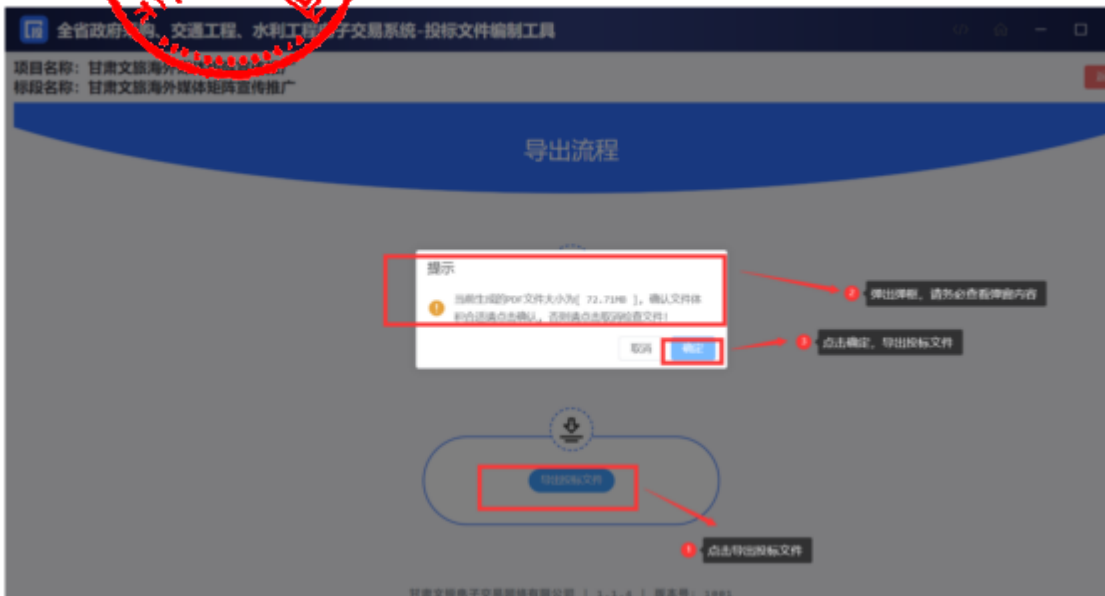 全省政府采购、交通工程、水利工程电子交易系统-投标文件编制工具
项目名称：甘肃文旅海外
标段名称：甘肃文旅海外媒体矩阵宣传推广
导出流程
提示
当前生成的PDF文件大小为[ 72.71MB ]，确认文件体
积合适请点击确认，否则请点击取消检查文件！
取消 确定
2 弹出弹框，请务必查看弹窗内容
3 点击确定，导出投标文件
导出投标文件
1 点击导出投标文件